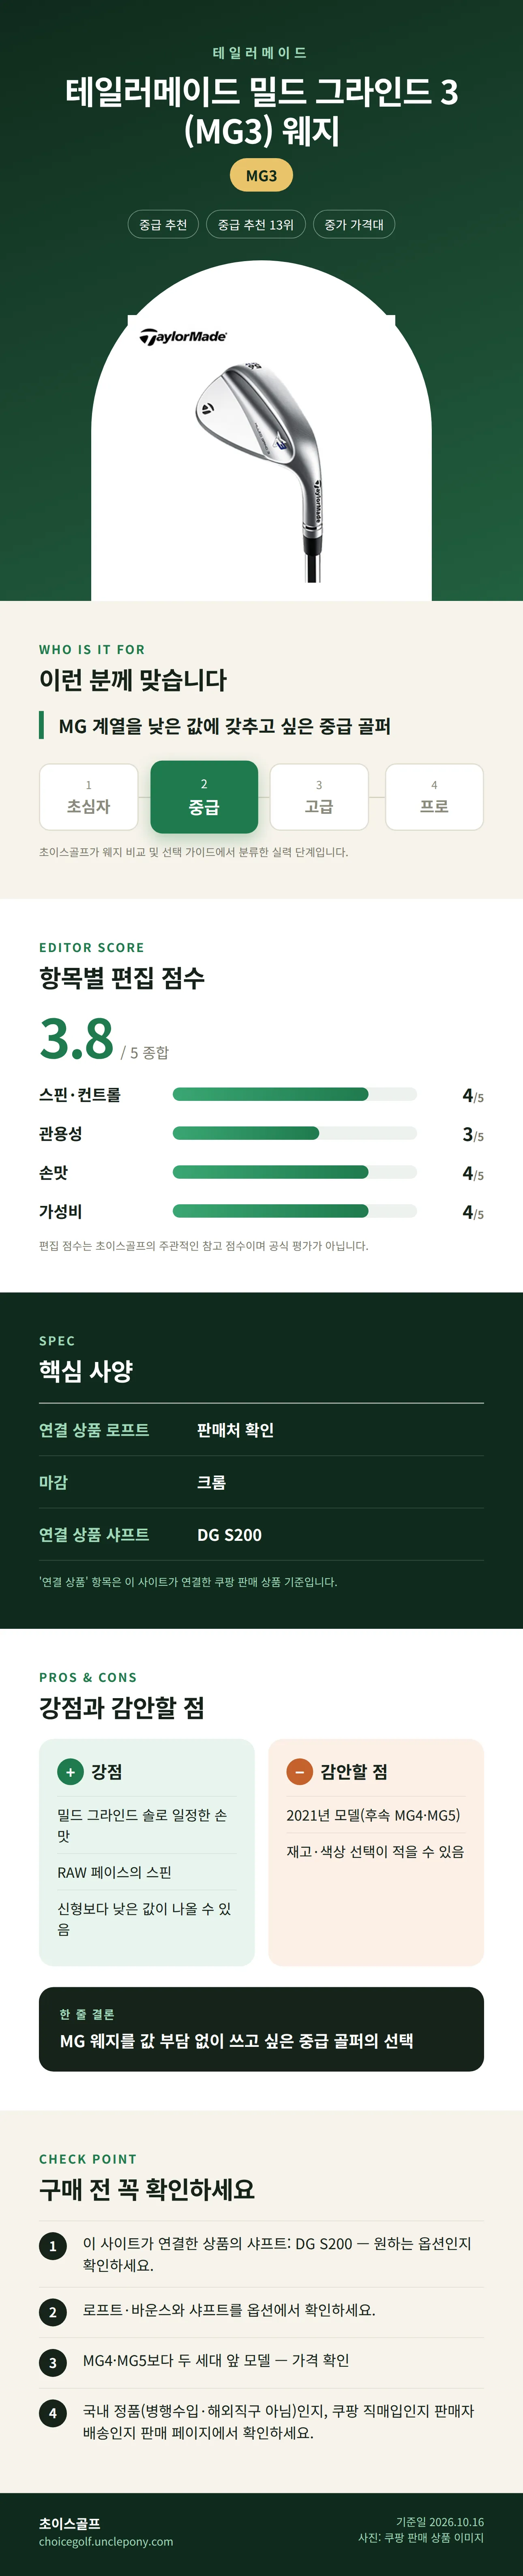 테일러메이드
테일러메이드 밀드 그라인드 3
(MG3) 웨지
MG3
중급 추천
중급 추천 13위
중가 가격대
TaylorMade
TaylorMade
WHO IS IT FOR
이런 분께 맞습니다
MG 계열을 낮은 값에 갖추고 싶은 중급 골퍼
1
초심자
2
중급
3
고급
4
프로
초이스골프가 웨지 비교 및 선택 가이드에서 분류한 실력 단계입니다.
EDITOR SCORE
항목별 편집 점수
3.8 / 5 종합
스핀·컨트롤 4/5
관용성 3/5
손맛 4/5
가성비 4/5
편집 점수는 초이스골프의 주관적인 참고 점수이며 공식 평가가 아닙니다.
SPEC
핵심 사양
연결 상품 로프트 판매처 확인
마감 크롬
연결 상품 샤프트 DG S200
'연결 상품' 항목은 이 사이트가 연결한 쿠팡 판매 상품 기준입니다.
PROS & CONS
강점과 감안할 점
+ 강점
밀드 그라인드 솔로 일정한 손
맛
RAW 페이스의 스핀
신형보다 낮은 값이 나올 수 있
음
− 감안할 점
2021년 모델(후속 MG4·MG5)
재고·색상 선택이 적을 수 있음
한 줄 결론
MG 웨지를 값 부담 없이 쓰고 싶은 중급 골퍼의 선택
CHECK POINT
구매 전 꼭 확인하세요
1 이 사이트가 연결한 상품의 샤프트: DG S200 — 원하는 옵션인지
확인하세요.
2 로프트·바운스와 샤프트를 옵션에서 확인하세요.
3 MG4·MG5보다 두 세대 앞 모델 — 가격 확인
4 국내 정품(병행수입·해외직구 아님)인지, 쿠팡 직매입인지 판매자
배송인지 판매 페이지에서 확인하세요.
초이스골프
choicegolf.unclepony.com
기준일 2026.10.16
사진: 쿠팡 판매 상품 이미지